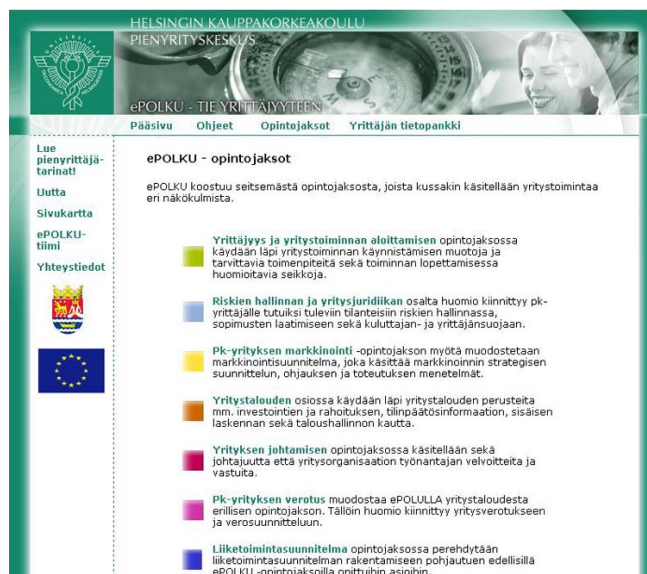 HELSINGIN KAUPPAKORKEAKOULU
PIENYRITYSKESKUS
ePOLKU - TIE YRITTÄJYYTEEN
Pääsivu Ohjeet Opintojaksot Yrittäjän tietopankki
Lue
pienyrittäjä-
tarinat!
Uutta
Sivukartta
ePOLKU-
tiimi
Yhteystiedot
ePOLKU - opintojaksot
ePOLKU koostuu seitsemästä opintojaksosta, joista kussakin käsitellään yritystoimintaa
eri näkökulmista.
Yrittäjyys ja yritystoiminnan aloittamisen opintojaksossa
käydään läpi yritystoiminnan käynnistämisen muotoja ja
tarvittavia toimenpiteitä sekä toiminnan lopettamisessa
huomioitavia seikkoja.
Riskien hallinnan ja yritysjuridiikan osalta huomio kiinnittyy pk-
yrittäjälle tutuiksi tuleviin tilanteisiin riskien hallinnassa,
sopimusten laatimiseen sekä kuluttajan- ja yrittäjänsuojaan.
Pk-yrityksen markkinointi -opintojakson myötä muodostetaan
markkinointisuunnitelma, joka käsittää markkinoinnin strategisen
suunnittelun, ohjauksen ja toteutuksen menetelmät.
Yritystalouden osiossa käydään läpi yritystalouden perusteita
mm. investointien ja rahoituksen, tilinpäätösinformaation, sisäisen
laskennan sekä taloushallinnon kautta.
Yrityksen johtamisen opintojaksossa käsitellään sekä
johtajuutta että yritysorganisaation työnantajan velvoitteita ja
vastuita.
Pk-yrityksen verotus muodostaa ePOLULLA yritystaloudesta
erillisen opintojakson. Tällöin huomio kiinnittyy yritysverotukseen
ja verosuunnitteluun.
Liiketoimintasuunnitelma opintojaksossa perehdytään
liiketoimintasuunnitelman rakentamiseen pohjautuen edellisillä
ePOLKU -opintojaksoilla opittuihin asioihin.